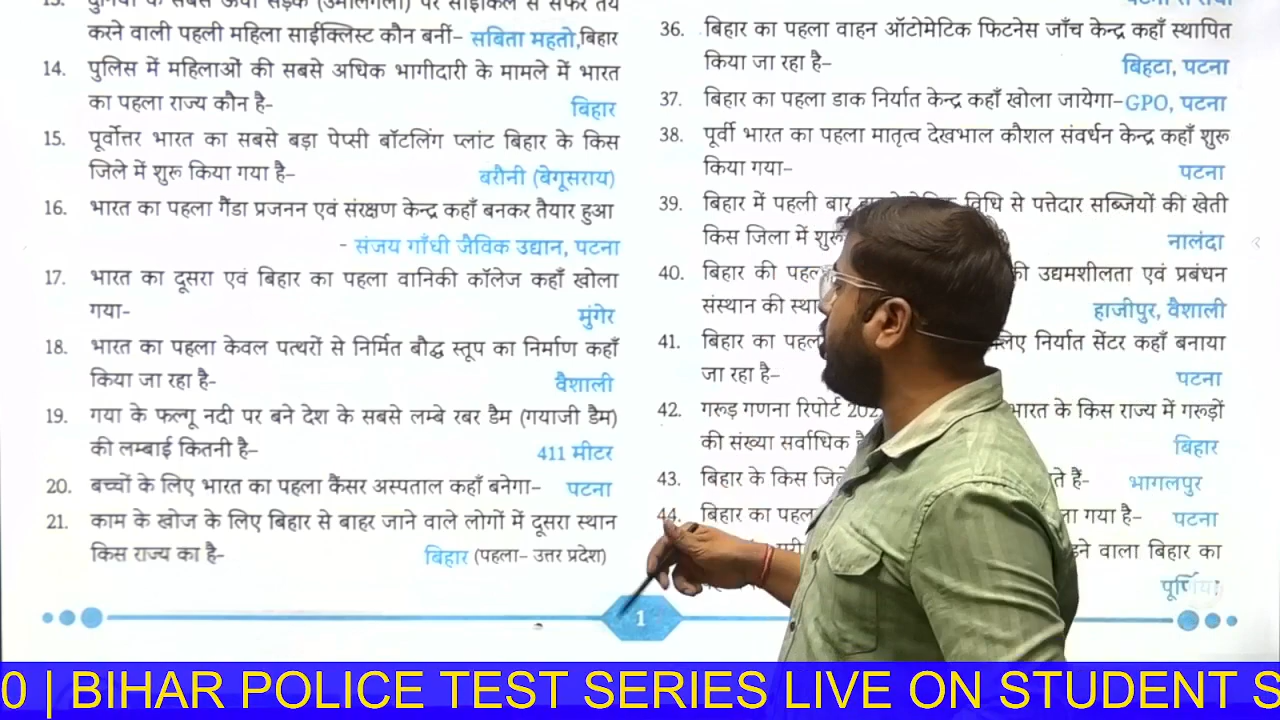 करने वाली पहली महिला साईक्लिस्ट कौन बनीं- सबिता महतो,बिहार
14. पुलिस में महिलाओं की सबसे अधिक भागीदारी के मामले में भारत
का पहला राज्य कौन है- बिहार
15. पूर्वोत्तर भारत का सबसे बड़ा पेप्सी बॉटलिंग प्लांट बिहार के किस
जिले में शुरू किया गया है- बरौनी (बेगूसराय)
16. भारत का पहला गैंडा प्रजनन एवं संरक्षण केन्द्र कहाँ बनकर तैयार हुआ
- संजय गाँधी जैविक उद्यान, पटना
17. भारत का दूसरा एवं बिहार का पहला वानिकी कॉलेज कहाँ खोला
गया- मुंगेर
18. भारत का पहला केवल पत्थरों से निर्मित बौद्ध स्तूप का निर्माण कहाँ
किया जा रहा है- वैशाली
19. गया के फल्गू नदी पर बने देश के सबसे लम्बे रबर डैम (गयाजी डैम)
की लम्बाई कितनी है- 411 मीटर
20. बच्चों के लिए भारत का पहला कैंसर अस्पताल कहाँ बनेगा- पटना
21. काम के खोज के लिए बिहार से बाहर जाने वाले लोगों में दूसरा स्थान
किस राज्य का है- बिहार (पहला- उत्तर प्रदेश)
36. बिहार का पहला वाहन ऑटोमेटिक फिटनेस जाँच केन्द्र कहाँ स्थापित
किया जा रहा है- बिहटा, पटना
37. बिहार का पहला डाक निर्यात केन्द्र कहाँ खोला जायेगा-GPO, पटना
38. पूर्वी भारत का पहला मातृत्व देखभाल कौशल संवर्धन केन्द्र कहाँ शुरू
किया गया- पटना
39. बिहार में पहली बार विधि से पत्तेदार सब्जियों की खेती
किस जिला में नालंदा
40. बिहार की उद्यमशीलता एवं प्रबंधन
संस्थान की हाजीपुर, वैशाली
41. बिहार का निर्यात सेंटर कहाँ बनाया
जा रहा है- पटना
42. गरूड़ गणना रिपोर्ट भारत के किस राज्य में गरूड़ों
की संख्या सर्वाधिक बिहार
43. बिहार के किस हैं- भागलपुर
44. बिहार का गया है- पटना
वाला बिहार का
1
0 | BIHAR POLICE TEST SERIES LIVE ON STUDENT S